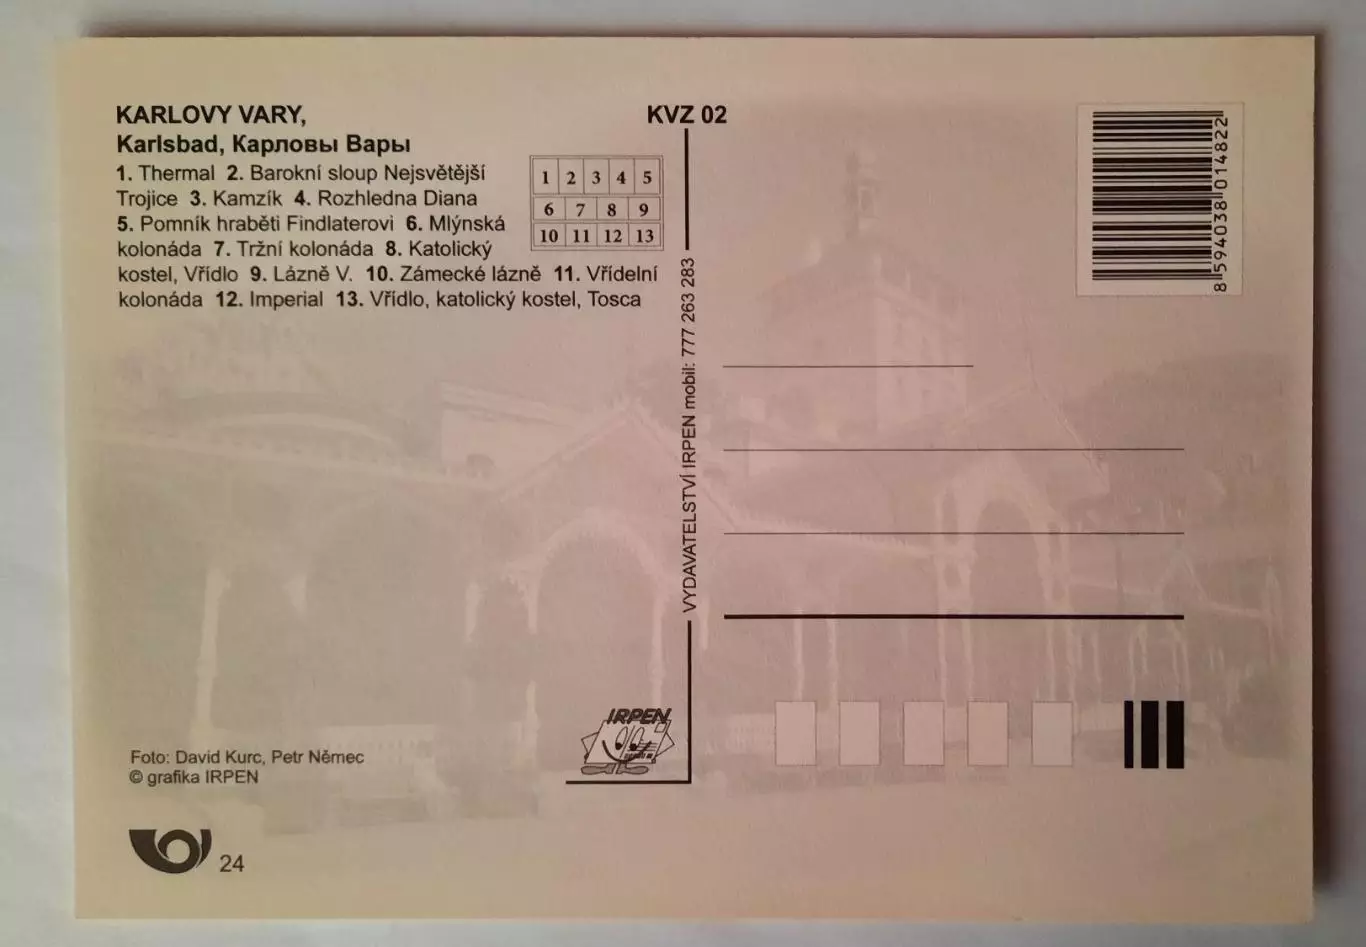 KARLOVY VARY,
Karlsbad, Карловы Вары
1. Thermal 2. Barokní sloup Nejsvětější
Trojice 3. Kamzík 4. Rozhledna Diana
5. Pomník hraběti Findlaterovi 6. Mlýnská
kolonáda 7. Tržní kolonáda 8. Katolický
kostel, Vřídlo 9. Lázně V. 10. Zámecké lázně 11. Vřídelní
kolonáda 12. Imperial 13. Vřídlo, katolický kostel, Tosca
1 2 3 4 5
6 7 8 9
10 11 12 13
KVZ 02
VYDAVATELSTVÍ IRPEN mobil: 777 263 283
8 594038 014822
IRPEN
Foto: David Kurc, Petr Němec
© grafika IRPEN
24